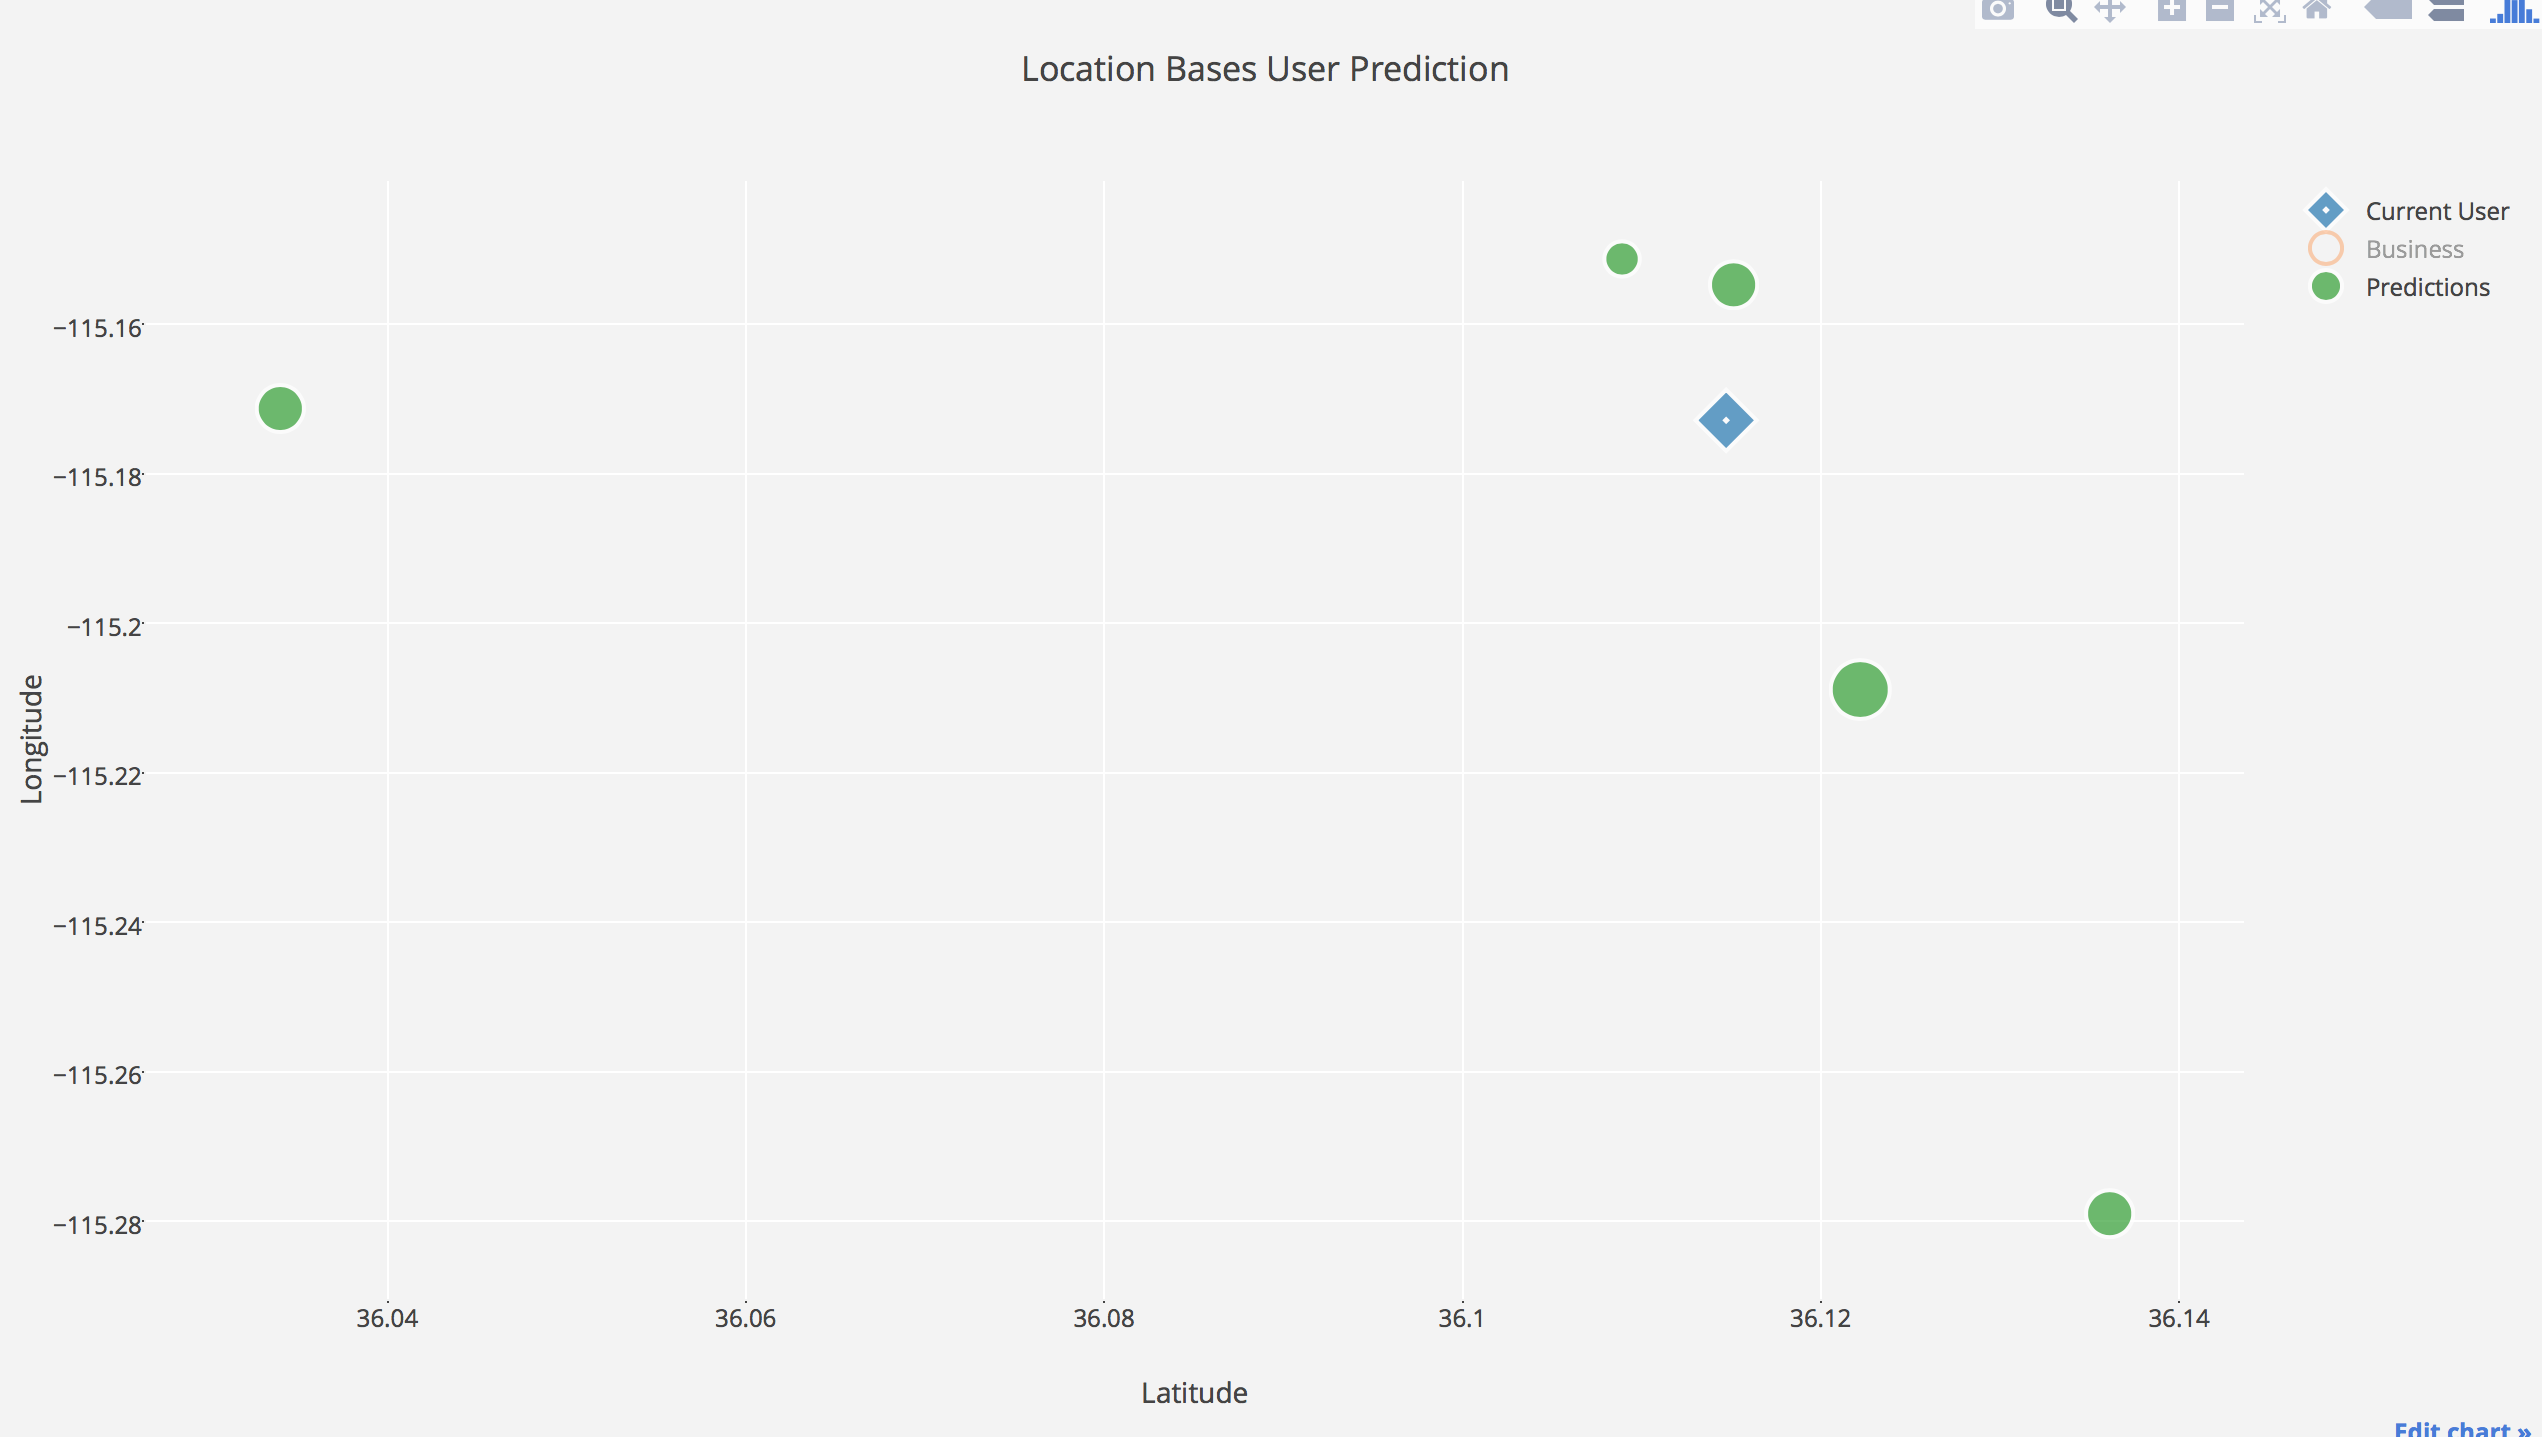 Location Bases User Prediction
Current User
Business
Predictions
−115.16
−115.18
−115.2
−115.22
−115.24
−115.26
−115.28
Longitude
36.04
36.06
36.08
36.1
36.12
36.14
Latitude
Edit chart »